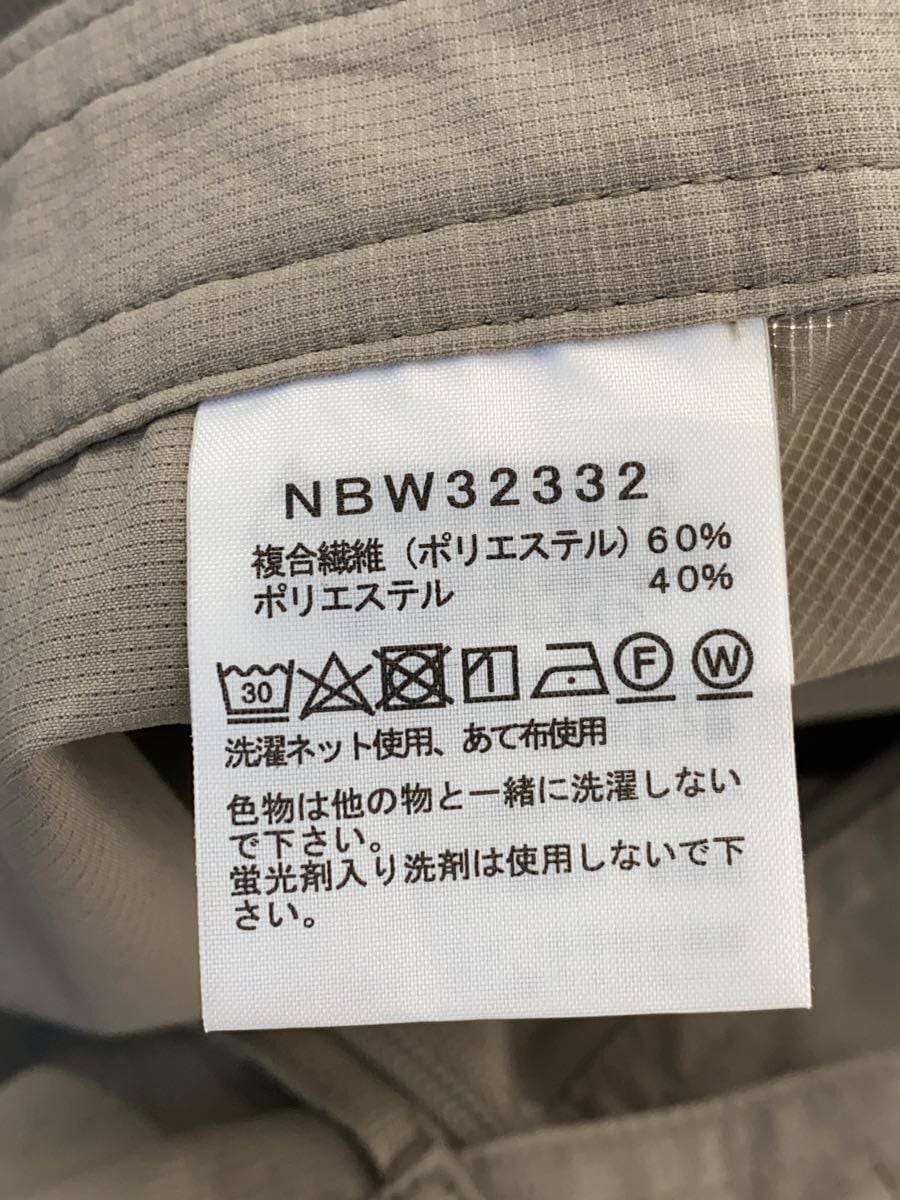 NBW32332
複合繊維(ポリエステル)60%
ポリエステル 40%
30 F W
洗濯ネット使用、あて布使用
色物は他の物と一緒に洗濯しない
で下さい。
蛍光剤入り洗剤は使用しないで下
さい。